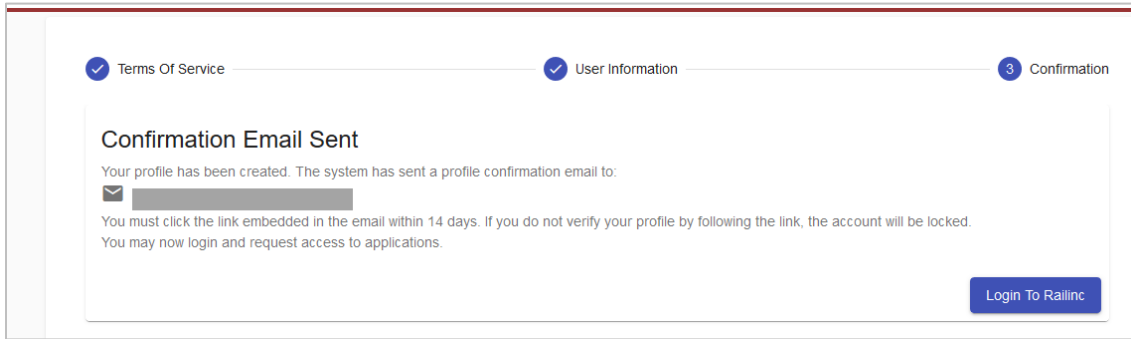 Terms Of Service
User Information
3 Confirmation
Confirmation Email Sent
Your profile has been created. The system has sent a profile confirmation email to:
You must click the link embedded in the email within 14 days. If you do not verify your profile by following the link, the account will be locked.
You may now login and request access to applications.
Login To Railinc